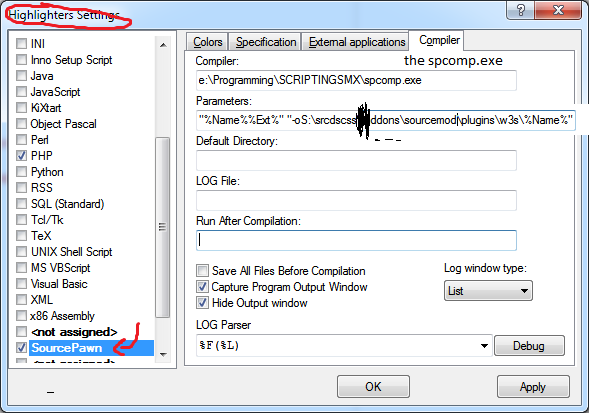 Highlighters Settings
INI
Inno Setup Script
Java
JavaScript
KiXtart
Object Pascal
Perl
PHP
Python
RSS
SQL (Standard)
Tcl/Tk
TeX
UNIX Shell Script
MS VBScript
Visual Basic
XML
x86 Assembly
<not assigned>
SourcePawn
<not assigned>
Colors Specification External applications Compiler
Compiler: the spcomp.exe
e:\Programming\SCRIPTINGSMX\spcomp.exe
Parameters:
"%Name%%Ext%" "-oS:\srcdscss ddons\sourcemod\plugins\w3s\%Name%"
Default Directory:
LOG File:
Run After Compilation:
Save All Files Before Compilation
Capture Program Output Window
Hide Output window
Log window type:
List
LOG Parser
%F(%L)
Debug
OK Apply